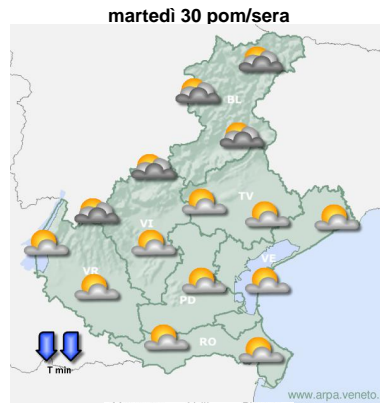 martedì 30 pom/sera
BL
TV
VI
VE
VR
PD
RO
T min
www.arpa.veneto.